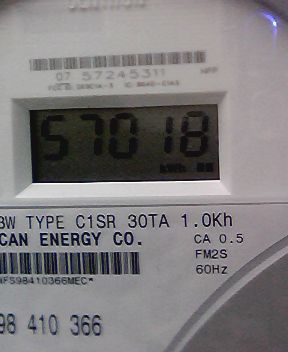 07 57245311
57018
3W TYPE C1SR 30TA 1.0Kh
CAN ENERGY CO.
CA 0.5
FM2S
60Hz
98 410 366